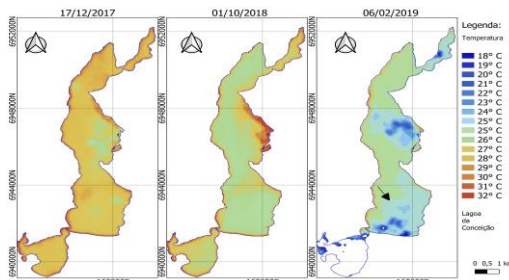 17/12/2017
01/10/2018
06/02/2019
Legenda:
Temperatura
18° C
19° C
20° C
21° C
22° C
23° C
24° C
25° C
25° C
26° C
27° C
28° C
29° C
30° C
31° C
32° C
Lagoa
da
Conceição
0 0,5 1 k
6952000N
6948000N
6944000N
6940000N